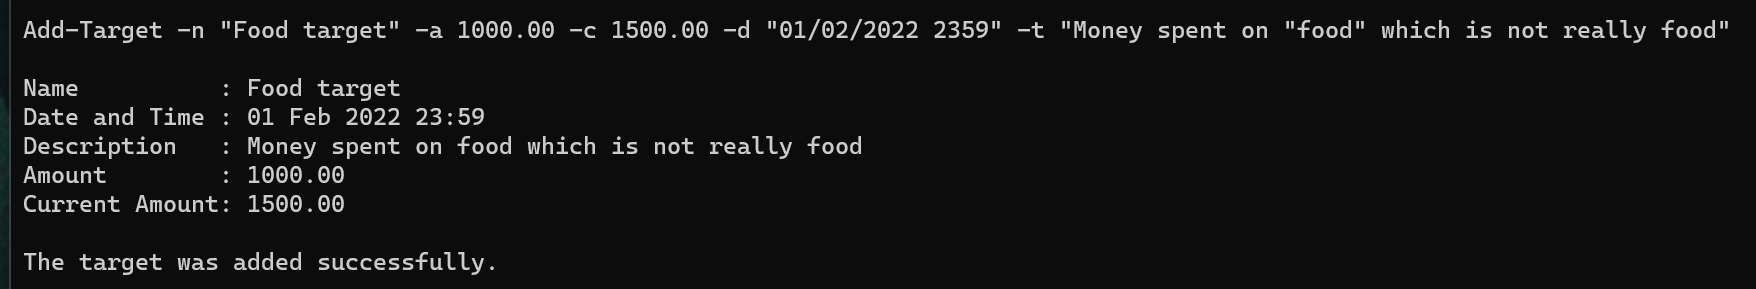 Add-Target -n "Food target" -a 1000.00 -c 1500.00 -d "01/02/2022 2359" -t "Money spent on "food" which is not really food"
Name : Food target
Date and Time : 01 Feb 2022 23:59
Description : Money spent on food which is not really food
Amount : 1000.00
Current Amount: 1500.00
The target was added successfully.